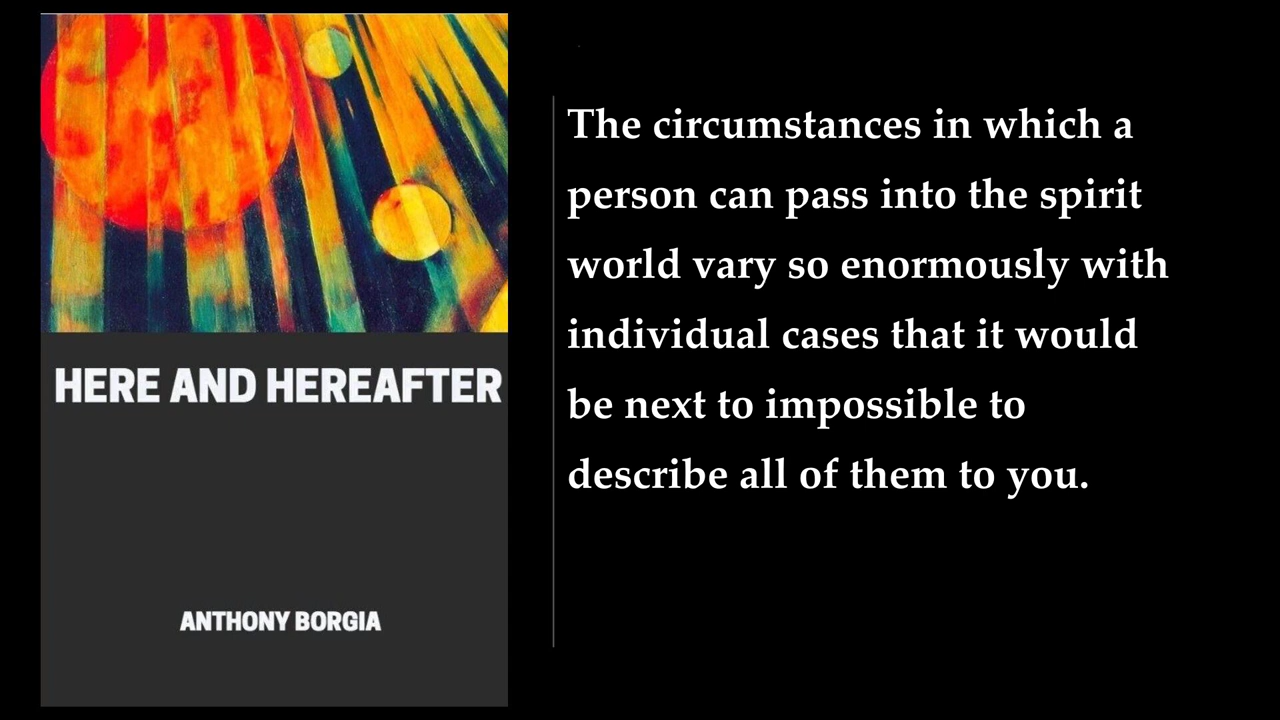 HERE AND HEREAFTER
ANTHONY BORGIA
The circumstances in which a
person can pass into the spirit
world vary so enormously with
individual cases that it would
be next to impossible to
describe all of them to you.